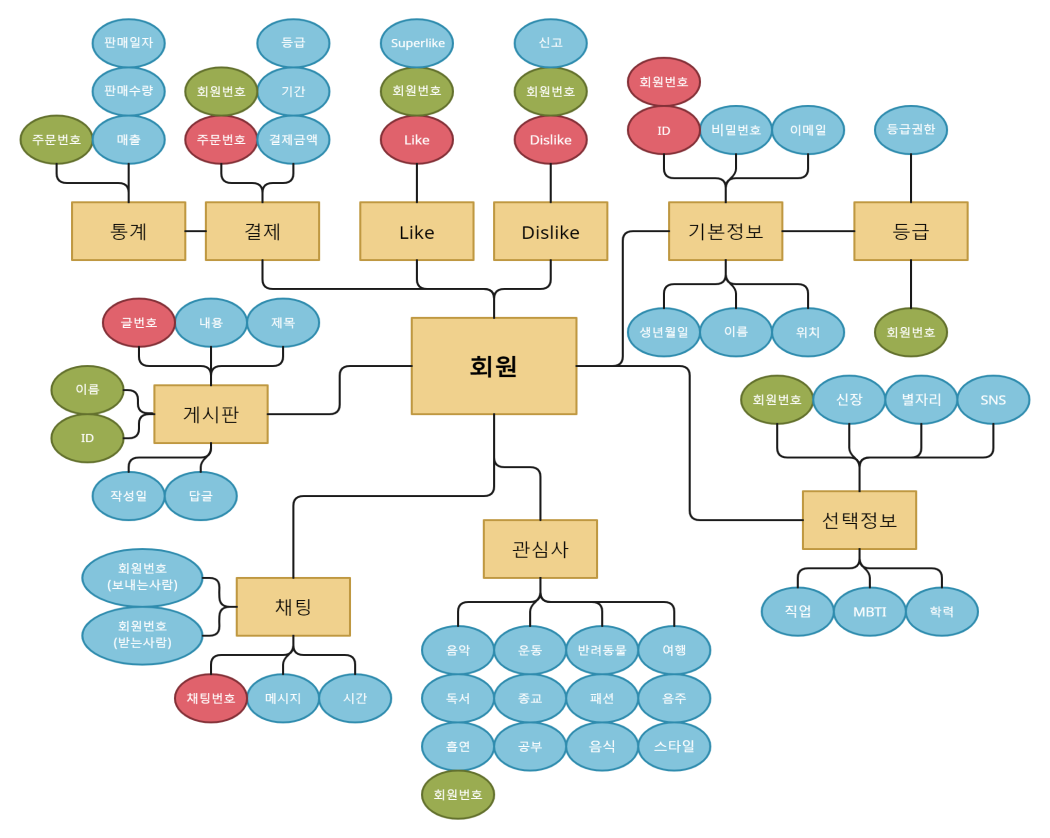 판매일자
판매수량
주문번호
매출
통계
등급
회원번호
기간
주문번호
결제금액
결제
Superlike
회원번호
Like
Like
신고
회원번호
Dislike
Dislike
회원번호
ID
비밀번호
이메일
기본정보
생년월일
이름
위치
등급권한
등급
회원번호
회원
글번호
내용
제목
이름
ID
게시판
작성일
답글
회원번호
신장
별자리
SNS
선택정보
직업
MBTI
학력
회원번호
(보내는사람)
회원번호
(받는사람)
채팅
채팅번호
메시지
시간
관심사
음악
운동
반려동물
여행
독서
종교
패션
음주
흡연
공부
음식
스타일
회원번호